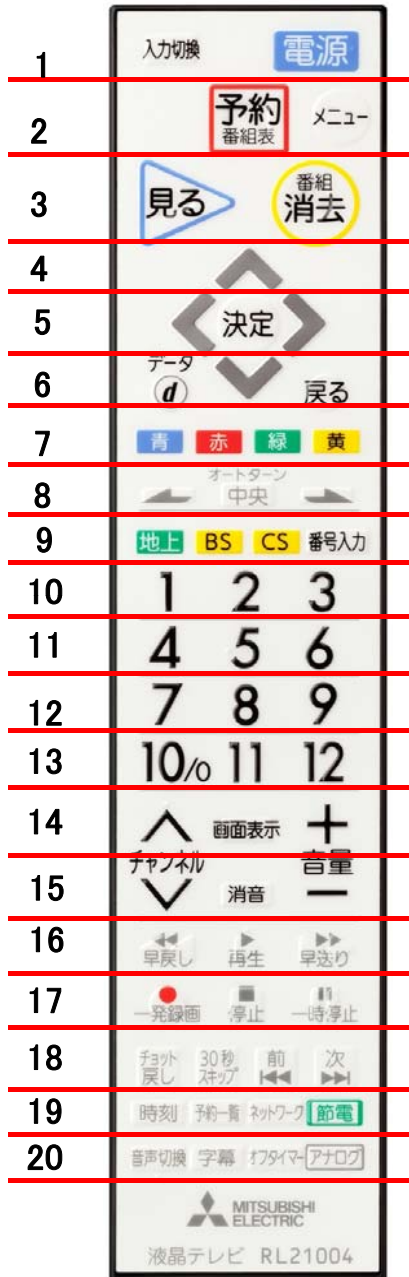 1 入力切換 電源
2 予約 番組表 メニュー
3 見る 番組 消去
4
5 決定
6 データ d 戻る
7 青 赤 緑 黄
オートターン
8 中央
9 地上 BS CS 番号入力
10 1 2 3
11 4 5 6
12 7 8 9
13 10/0 11 12
14 画面表示 +
チャンネル 音量
15 消音 −
16 早戻し 再生 早送り
17 一発録画 停止 一時停止
18 チョット戻し 30秒スキップ 前 次
19 時刻 予約一覧 ネットワーク 節電
20 音声切換 字幕 オフタイマー アナログ
MITSUBISHI
ELECTRIC
液晶テレビ RL21004